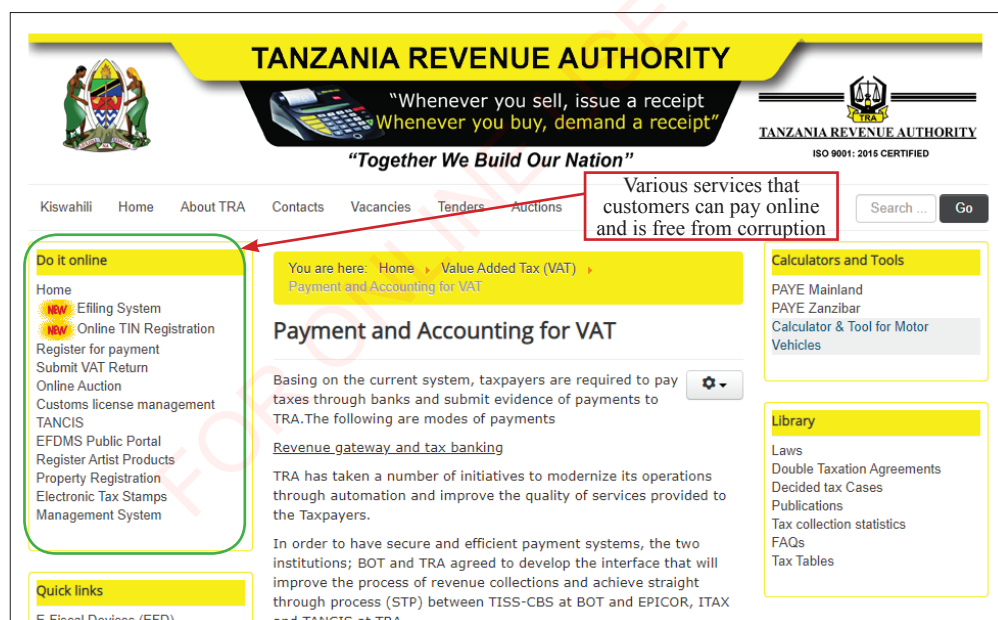 TANZANIA REVENUE AUTHORITY
"Whenever you sell, issue a receipt
Whenever you buy, demand a receipt"
"Together We Build Our Nation"
TRA
TANZANIA REVENUE AUTHORITY
ISO 9001: 2015 CERTIFIED
Kiswahili Home About TRA Contacts Vacancies Tenders Auctions
Various services that
customers can pay online
and is free from corruption
Search ... Go
Do it online
Home
NEW Efiling System
NEW Online TIN Registration
Register for payment
Submit VAT Return
Online Auction
Customs license management
TANCIS
EFDMS Public Portal
Register Artist Products
Property Registration
Electronic Tax Stamps
Management System
Quick links
E-Fiscal Devices (EFD)
You are here: Home Value Added Tax (VAT)
Payment and Accounting for VAT
Payment and Accounting for VAT
Basing on the current system, taxpayers are required to pay
taxes through banks and submit evidence of payments to
TRA.The following are modes of payments
Revenue gateway and tax banking
TRA has taken a number of initiatives to modernize its operations
through automation and improve the quality of services provided to
the Taxpayers.
In order to have secure and efficient payment systems, the two
institutions; BOT and TRA agreed to develop the interface that will
improve the process of revenue collections and achieve straight
through process (STP) between TISS-CBS at BOT and EPICOR, ITAX
and TANCIS at TRA
Calculators and Tools
PAYE Mainland
PAYE Zanzibar
Calculator & Tool for Motor
Vehicles
Library
Laws
Double Taxation Agreements
Decided tax Cases
Publications
Tax collection statistics
FAQs
Tax Tables
FOR ONLINE USE